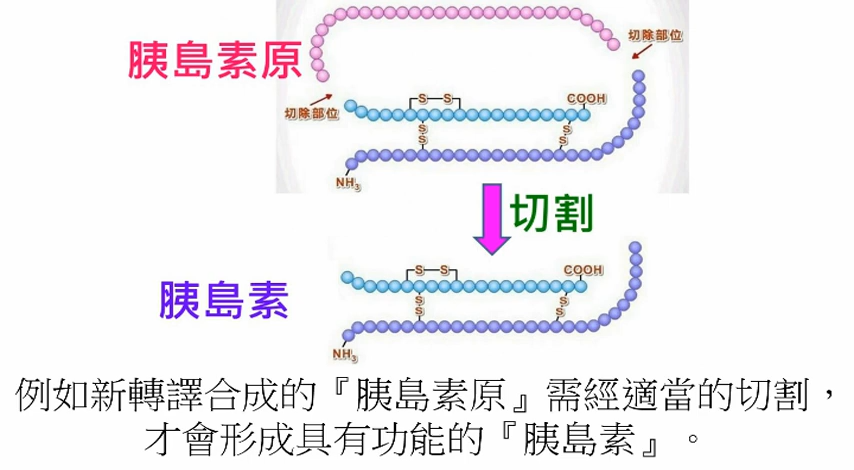 胰島素原
切除部位
切除部位
S S
COOH
S
S
S
S
NH₃
切割
胰島素
S S
COOH
S
S
S
S
NH₃
例如新轉譯合成的『胰島素原』需經適當的切割，
才會形成具有功能的『胰島素』。